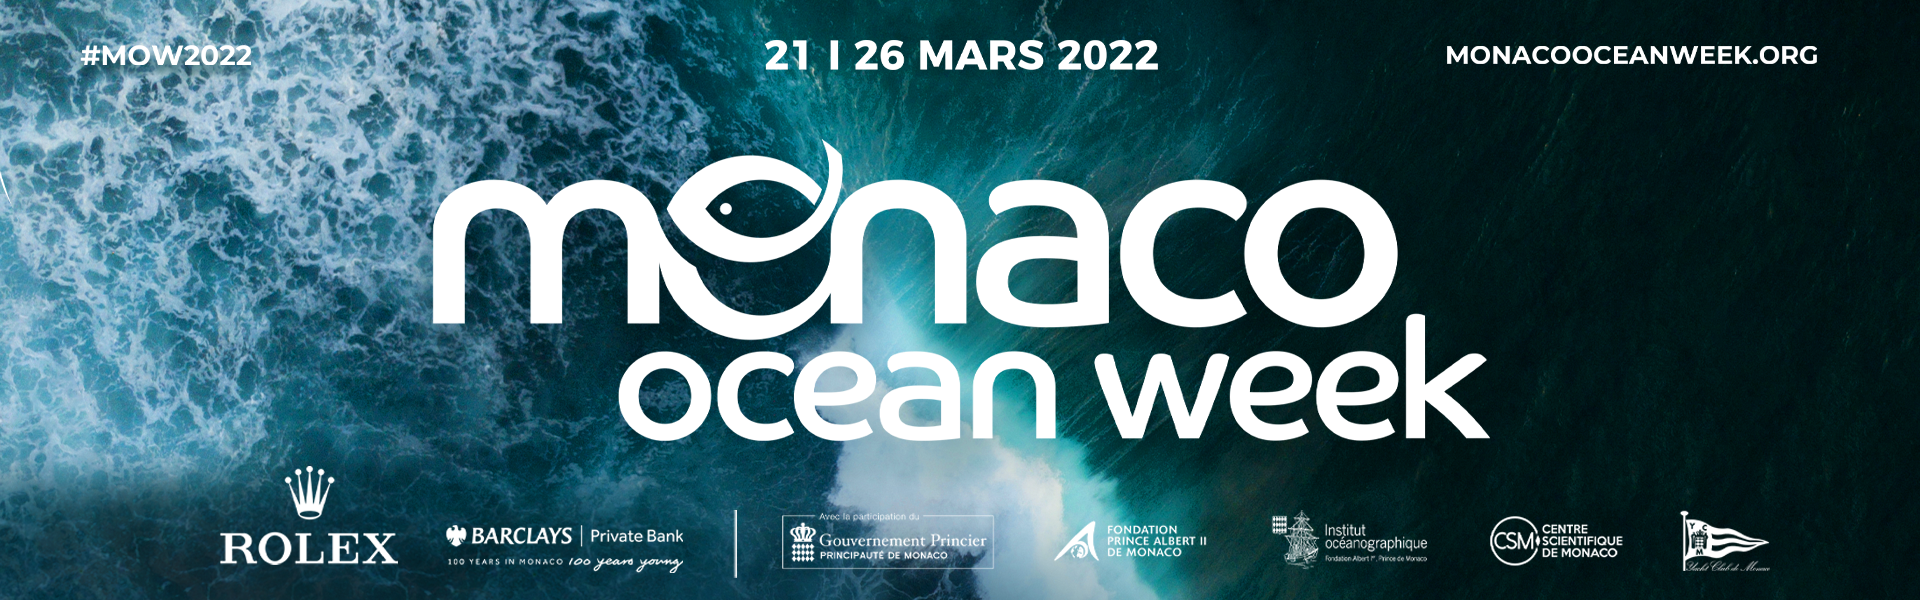 #MOW2022
21 I 26 MARS 2022
MONACOOCEANWEEK.ORG
monaco
ocean week
ROLEX
BARCLAYS | Private Bank
100 YEARS IN MONACO 100 years young
Avec la participation du
Gouvernement Princier
PRINCIPAUTÉ DE MONACO
FONDATION
PRINCE ALBERT II
DE MONACO
Institut
océanographique
Fondation Albert Iᵉʳ, Prince de Monaco
CSM
CENTRE
SCIENTIFIQUE
DE MONACO
Y C
M
Yacht Club de Monaco